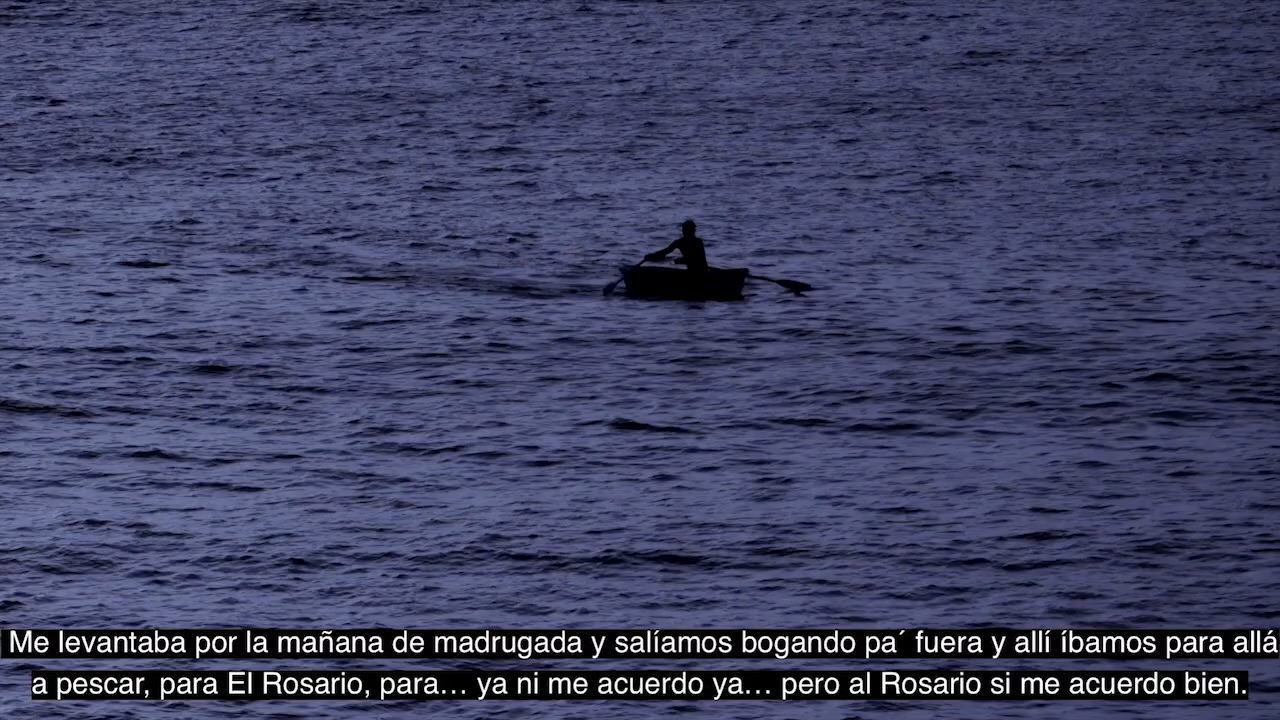 Me levantaba por la mañana de madrugada y salíamos bogando pa´ fuera y allí íbamos para allá
a pescar, para El Rosario, para… ya ni me acuerdo ya… pero al Rosario si me acuerdo bien.